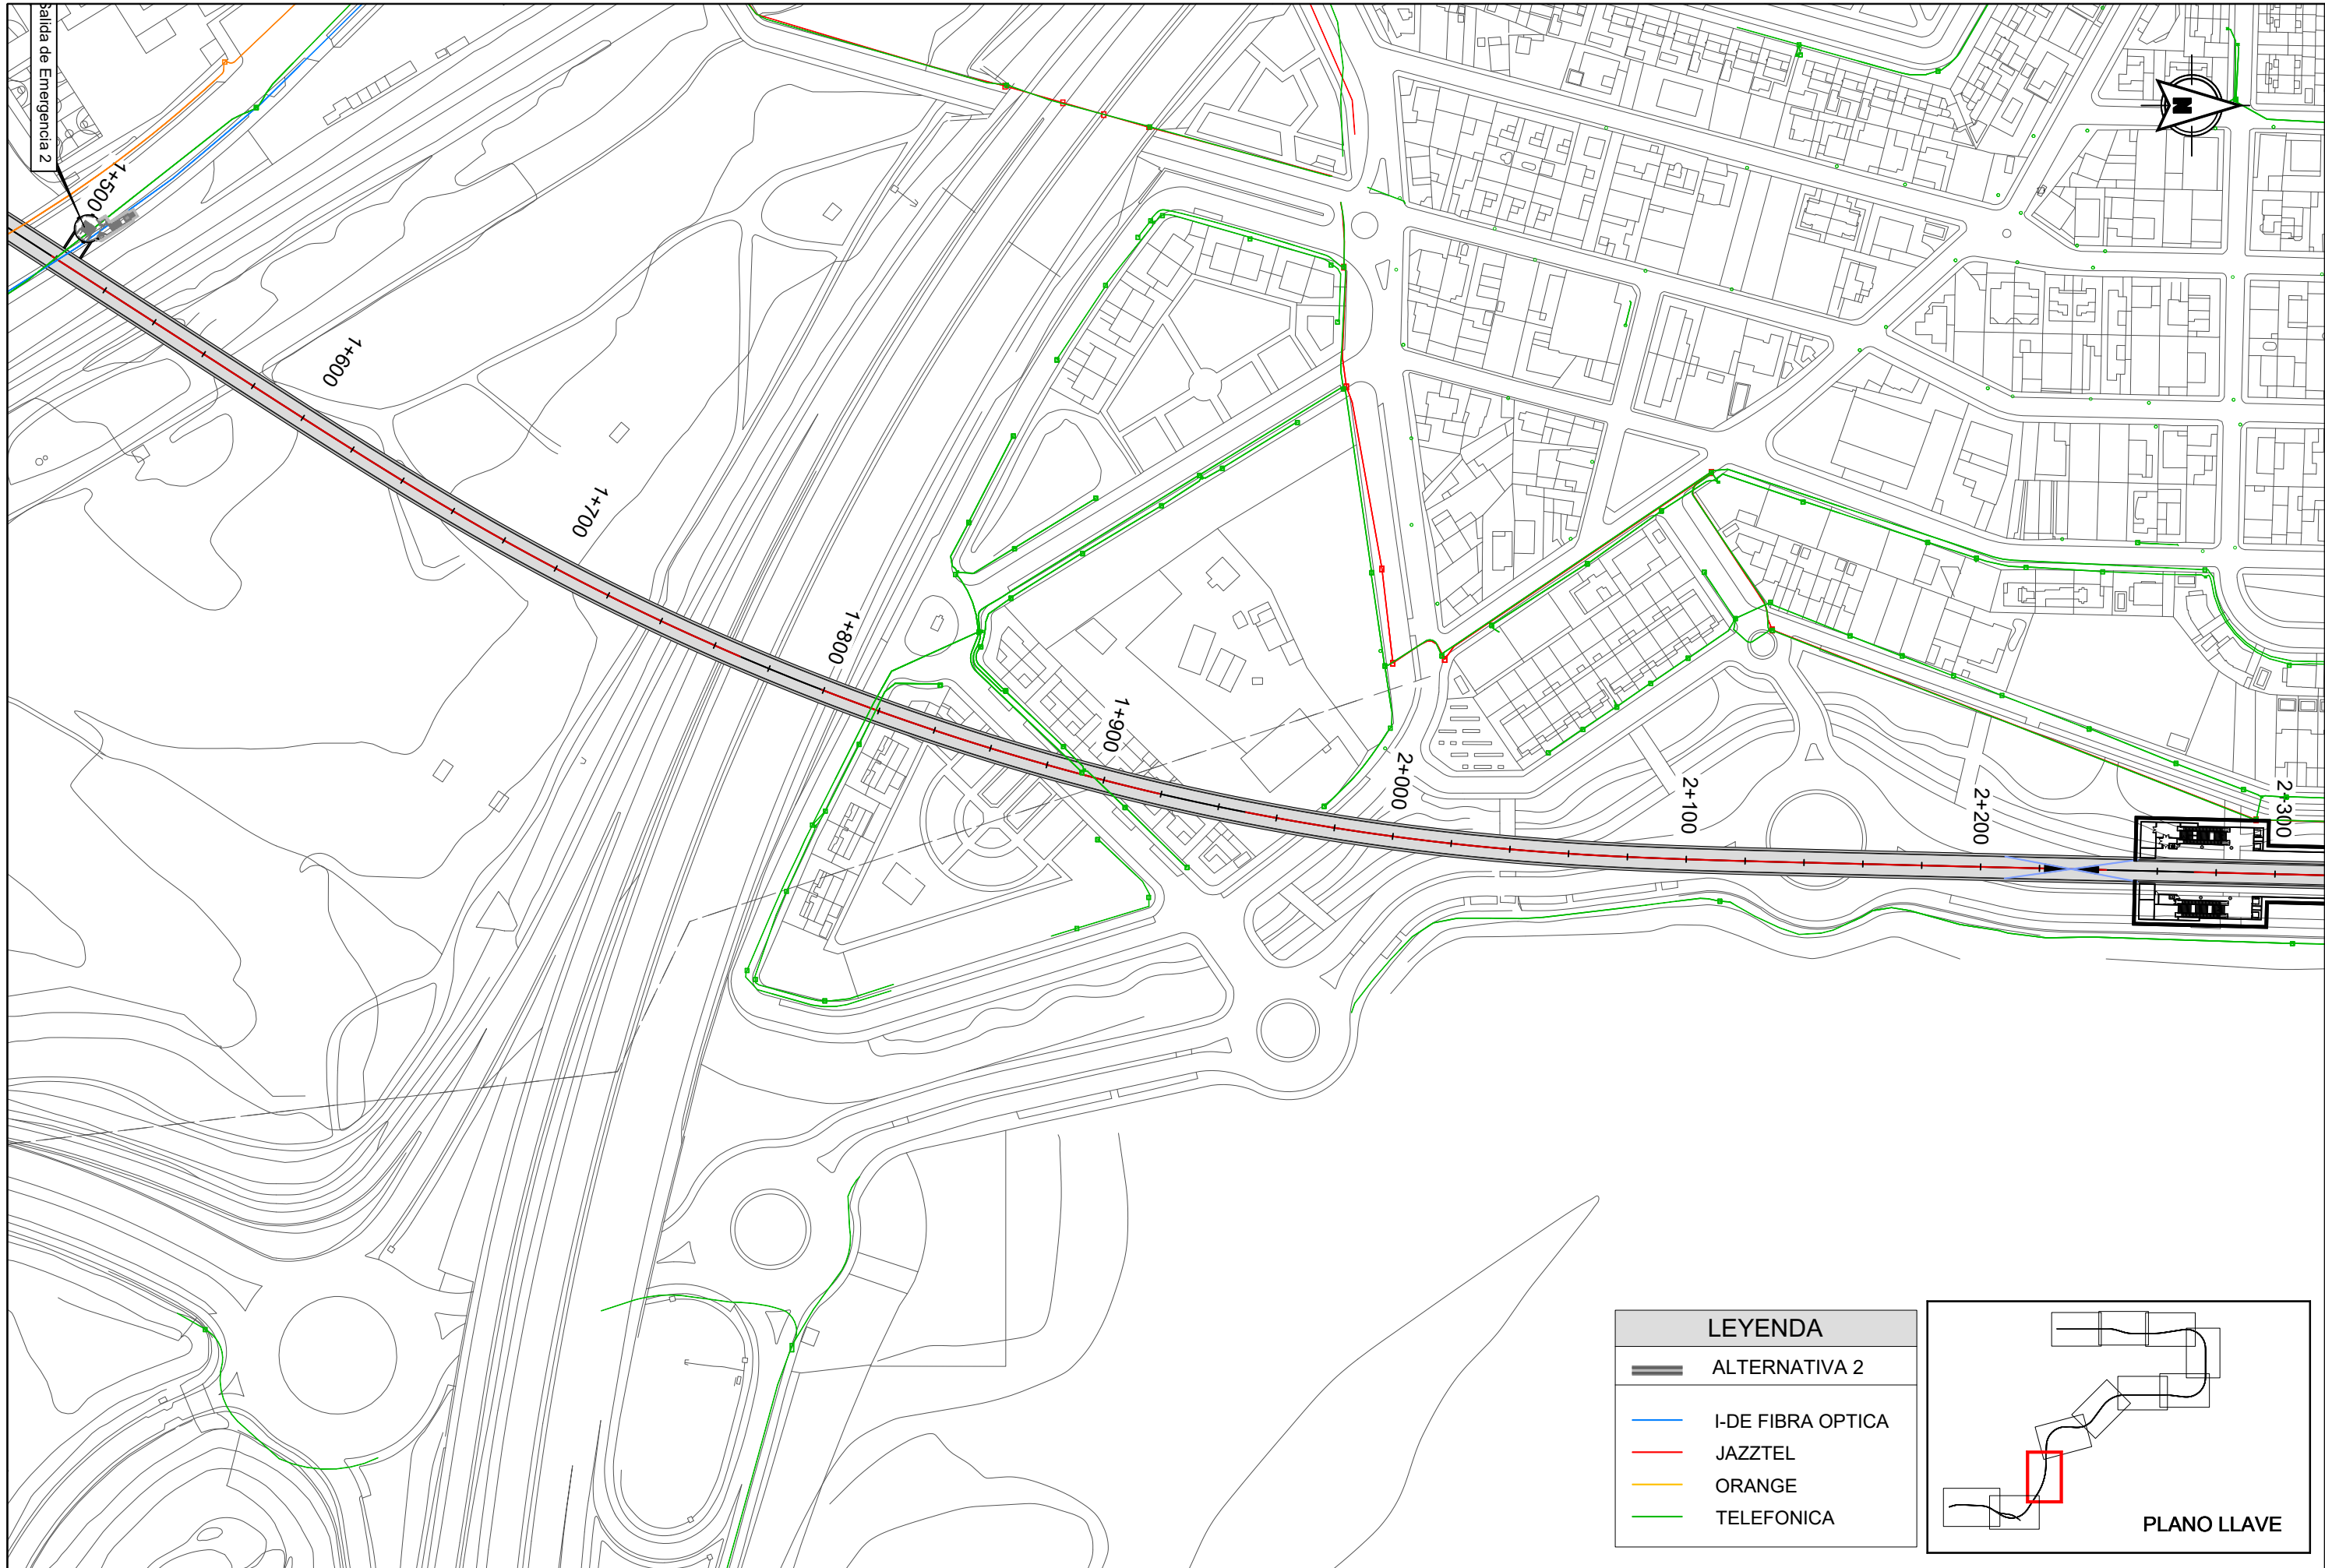 Salida de Emergencia 2
N
1+500
1+600
1+700
1+800
1+900
2+000
2+100
2+200
2+300
LEYENDA
ALTERNATIVA 2
I-DE FIBRA OPTICA
JAZZTEL
ORANGE
TELEFONICA
PLANO LLAVE